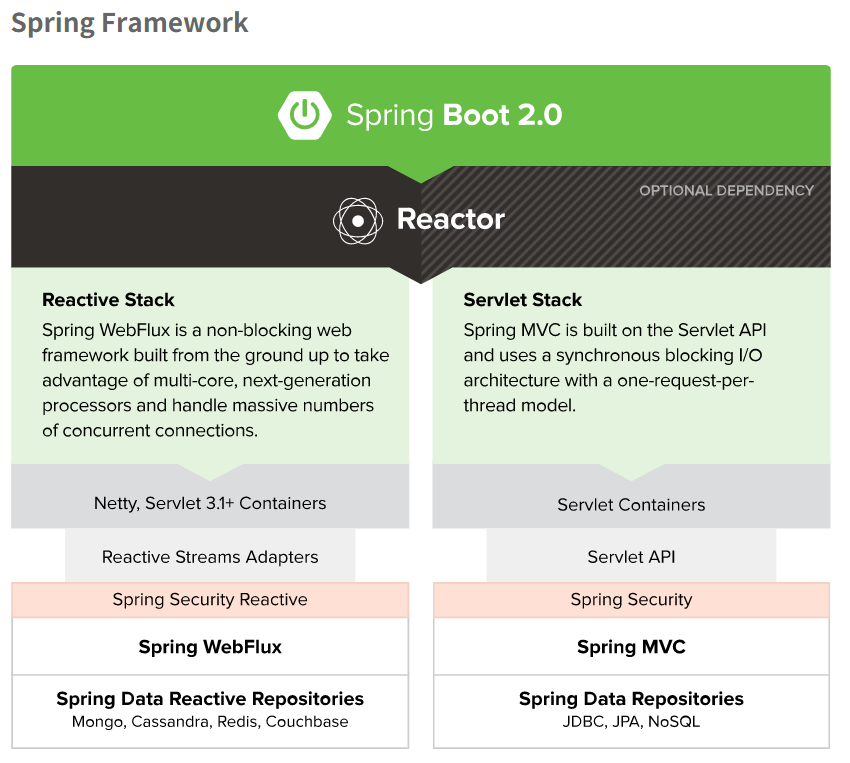 Spring Framework
Spring Boot 2.0
OPTIONAL DEPENDENCY
Reactor
Reactive Stack
Spring WebFlux is a non-blocking web
framework built from the ground up to take
advantage of multi-core, next-generation
processors and handle massive numbers
of concurrent connections.
Servlet Stack
Spring MVC is built on the Servlet API
and uses a synchronous blocking I/O
architecture with a one-request-per-
thread model.
Netty, Servlet 3.1+ Containers
Servlet Containers
Reactive Streams Adapters
Servlet API
Spring Security Reactive
Spring Security
Spring WebFlux
Spring MVC
Spring Data Reactive Repositories
Mongo, Cassandra, Redis, Couchbase
Spring Data Repositories
JDBC, JPA, NoSQL